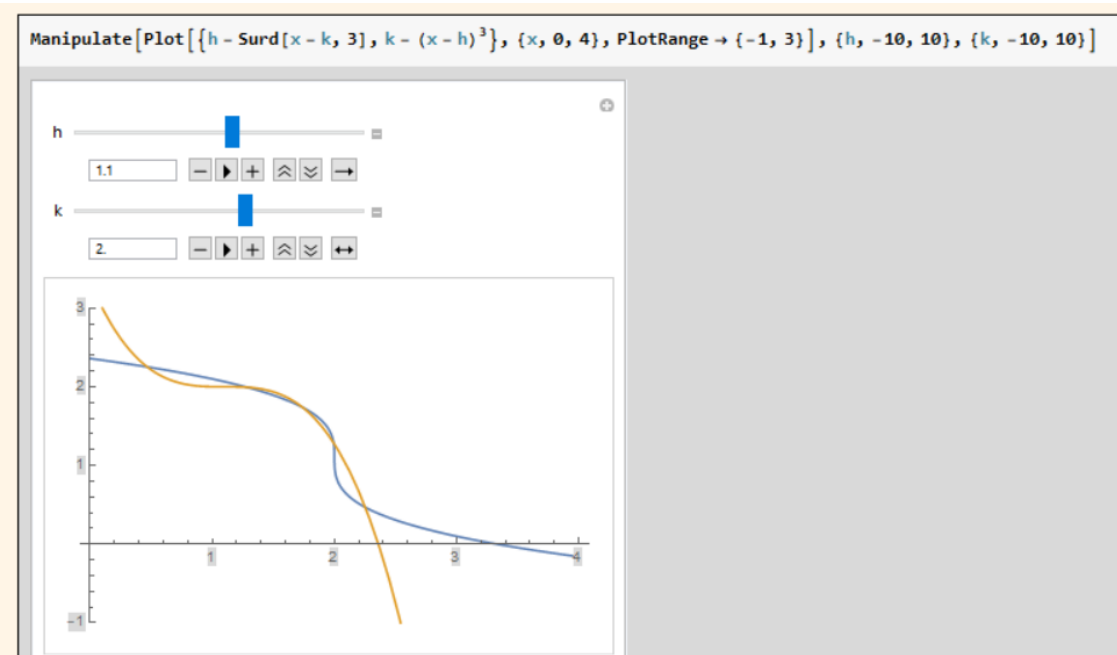 Manipulate[Plot[{h - Surd[x - k, 3], k - (x - h)³}, {x, 0, 4}, PlotRange → {-1, 3}], {h, -10, 10}, {k, -10, 10}]
h
1.1
k
2.
3
2
1
1 2 3 4
-1